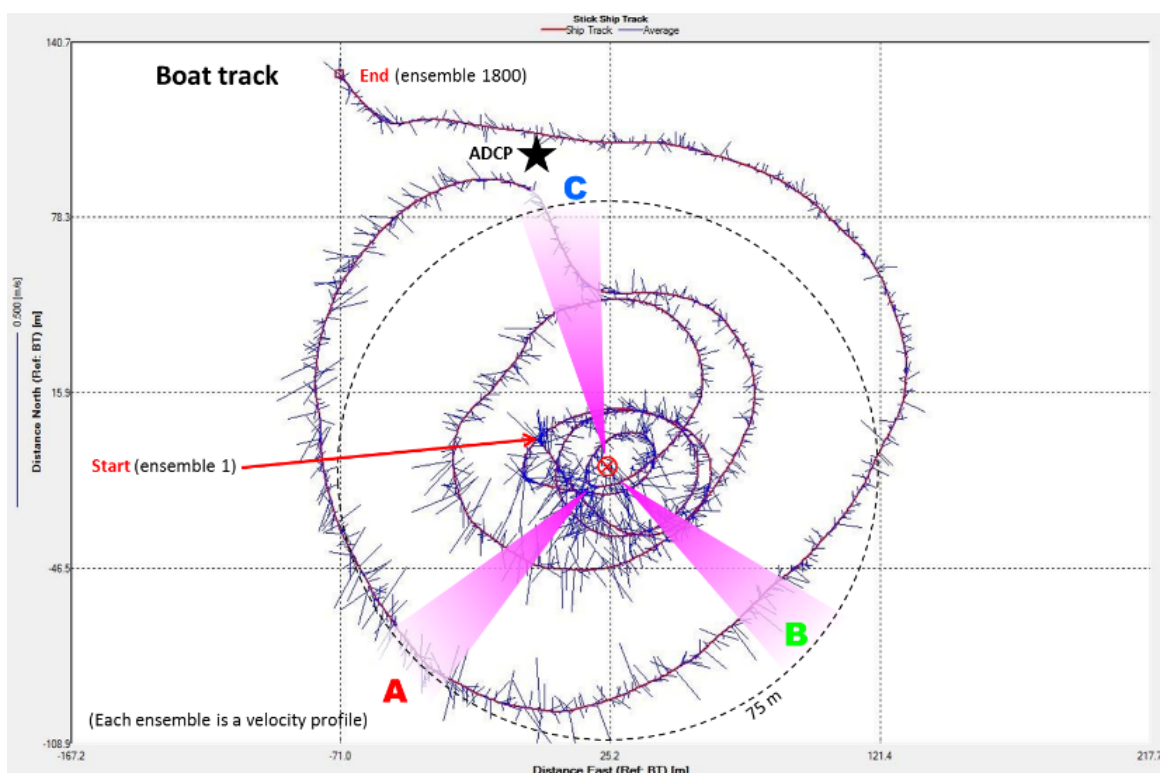 Stick Ship Track
Ship Track Average
140.7
Boat track
End (ensemble 1800)
ADCP
C
78.3
0.500 [m/s]
Distance North (Ref: BT) [m]
15.9
Start (ensemble 1)
-46.5
B
A
75 m
(Each ensemble is a velocity profile)
-108.9
-167.2 -71.0 25.2 121.4 217.7
Distance East (Ref: BT) [m]